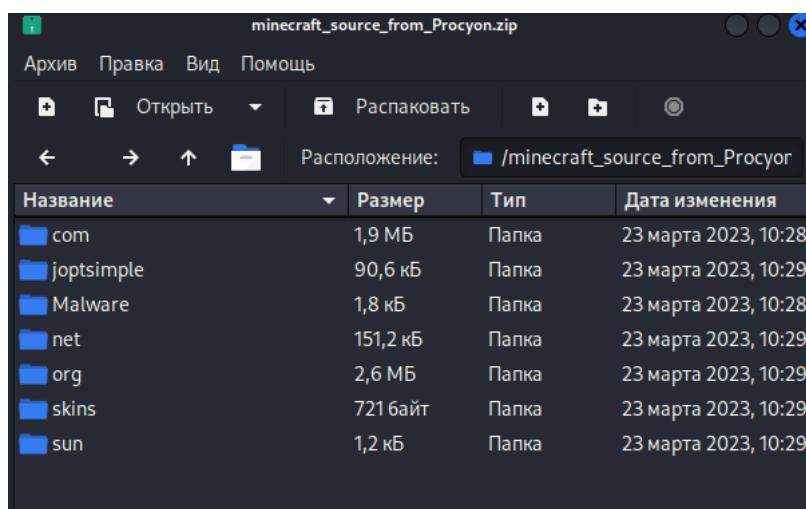 minecraft_source_from_Procyon.zip
Архив Правка Вид Помощь
Открыть Распаковать
Расположение: /minecraft_source_from_Procyon
Название Размер Тип Дата изменения
com 1,9 МБ Папка 23 марта 2023, 10:28
joptsimple 90,6 кБ Папка 23 марта 2023, 10:29
Malware 1,8 кБ Папка 23 марта 2023, 10:28
net 151,2 кБ Папка 23 марта 2023, 10:29
org 2,6 МБ Папка 23 марта 2023, 10:29
skins 721 байт Папка 23 марта 2023, 10:29
sun 1,2 кБ Папка 23 марта 2023, 10:29